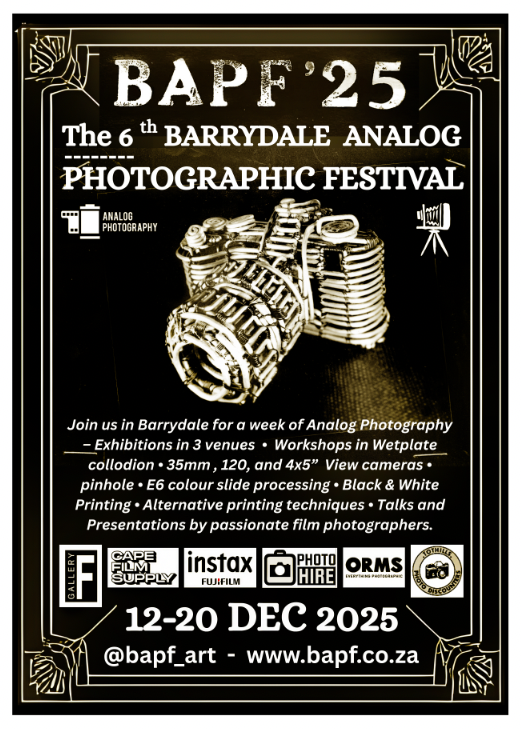 BAPF'25
The 6th BARRYDALE ANALOG
PHOTOGRAPHIC FESTIVAL
ANALOG
PHOTOGRAPHY
Join us in Barrydale for a week of Analog Photography
– Exhibitions in 3 venues • Workshops in Wetplate
collodion • 35mm , 120, and 4x5” View cameras •
pinhole • E6 colour slide processing • Black & White
Printing • Alternative printing techniques • Talks and
Presentations by passionate film photographers.
GALLERY F
CAPE
FILM
SUPPLY
instax
FUJIFILM
PHOTO
HIRE
ORMS
EVERYTHING PHOTOGRAPHIC
TOTHILLS
PHOTO DISCOUNTERS
12-20 DEC 2025
@bapf_art - www.bapf.co.za